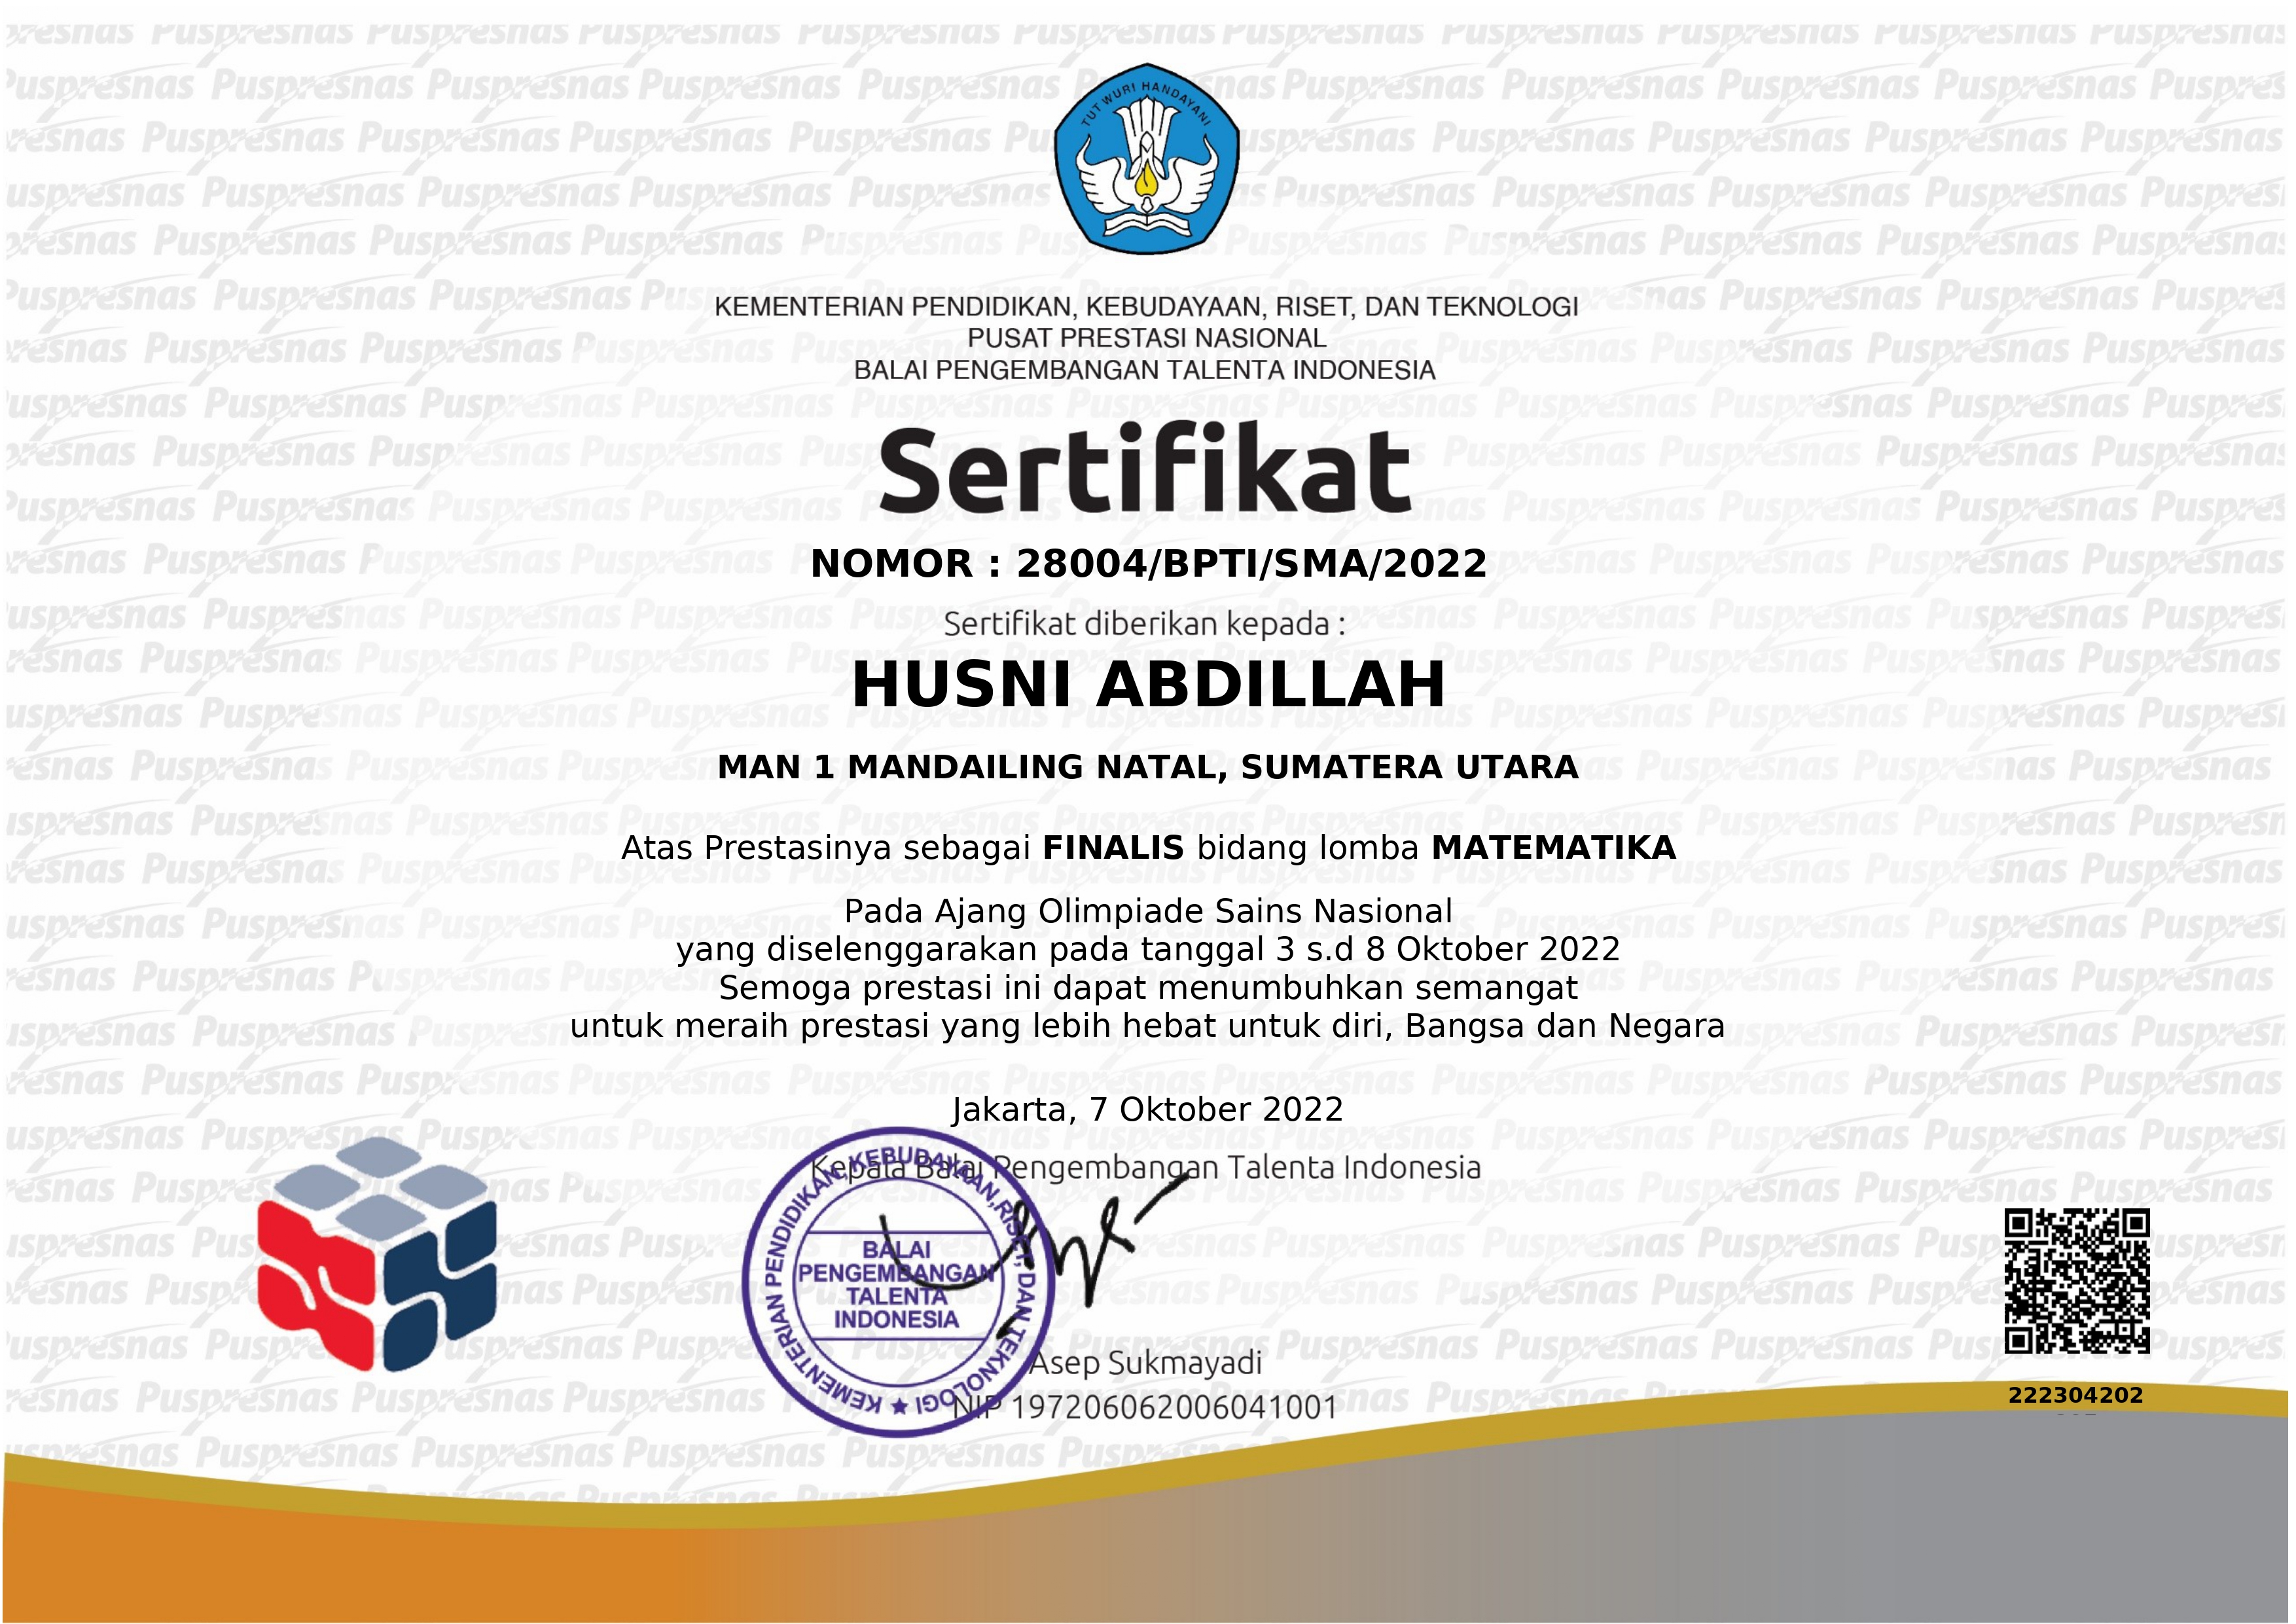 TUT WURI HANDAYANI
KEMENTERIAN PENDIDIKAN, KEBUDAYAAN, RISET, DAN TEKNOLOGI
PUSAT PRESTASI NASIONAL
BALAI PENGEMBANGAN TALENTA INDONESIA
Sertifikat
NOMOR : 28004/BPTI/SMA/2022
Sertifikat diberikan kepada :
HUSNI ABDILLAH
MAN 1 MANDAILING NATAL, SUMATERA UTARA
Atas Prestasinya sebagai FINALIS bidang lomba MATEMATIKA
Pada Ajang Olimpiade Sains Nasional
yang diselenggarakan pada tanggal 3 s.d 8 Oktober 2022
Semoga prestasi ini dapat menumbuhkan semangat
untuk meraih prestasi yang lebih hebat untuk diri, Bangsa dan Negara
Jakarta, 7 Oktober 2022
Kepala Balai Pengembangan Talenta Indonesia
KEMENTERIAN PENDIDIKAN, KEBUDAYAAN, RISET, DAN TEKNOLOGI
BALAI
PENGEMBANGAN
TALENTA
INDONESIA
Asep Sukmayadi
NIP 197206062006041001
222304202